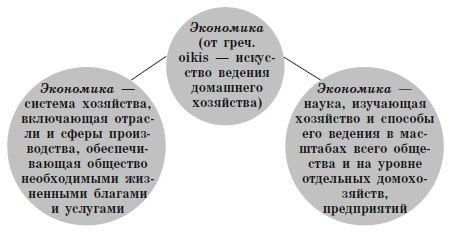 Экономика
(от греч.
oikis — искус-
ство ведения
домашнего
хозяйства)
Экономика —
система хозяйства,
включающая отрас-
ли и сферы произ-
водства, обеспечи-
вающая общество
необходимыми жиз-
ненными благами
и услугами
Экономика —
наука, изучающая
хозяйство и способы
его ведения в мас-
штабах всего обще-
ства и на уровне
отдельных домохо-
зяйств,
предприятий